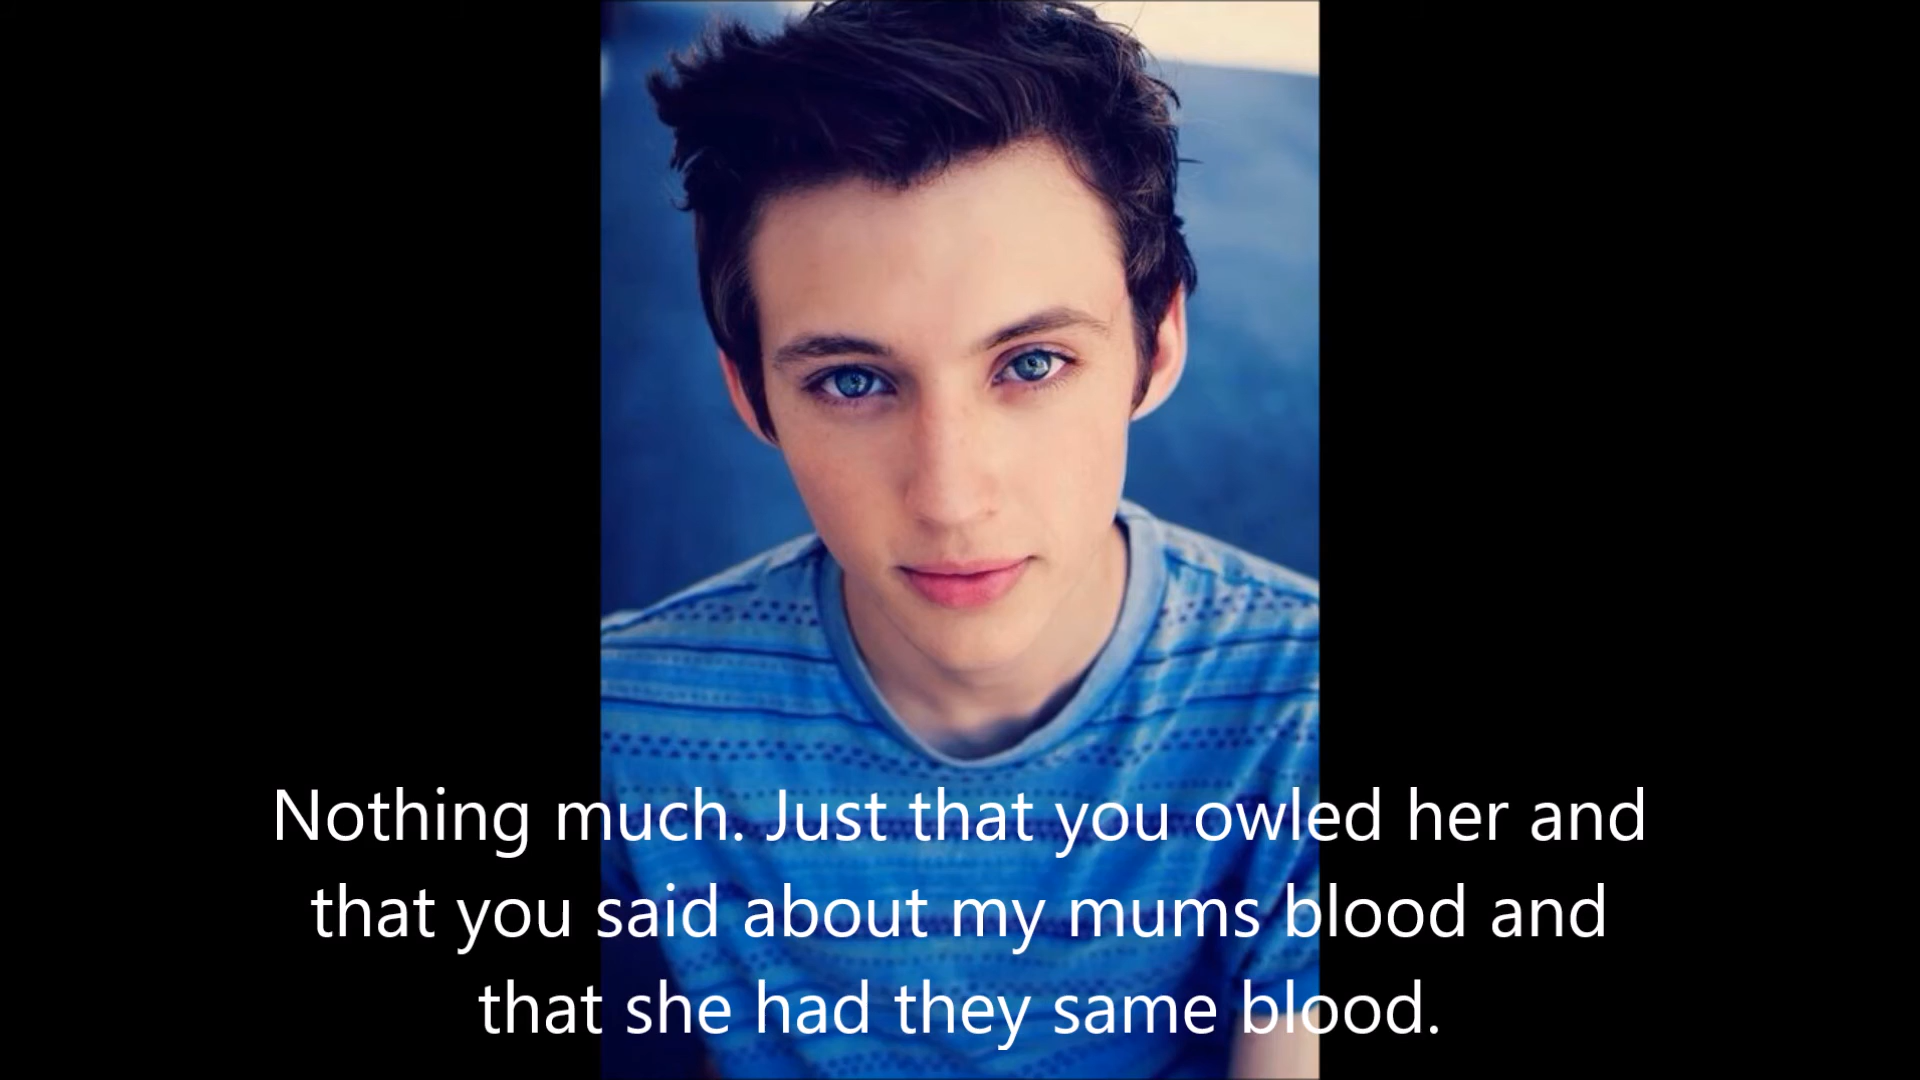 Nothing much. Just that you owled her and
that you said about my mums blood and
that she had they same blood.